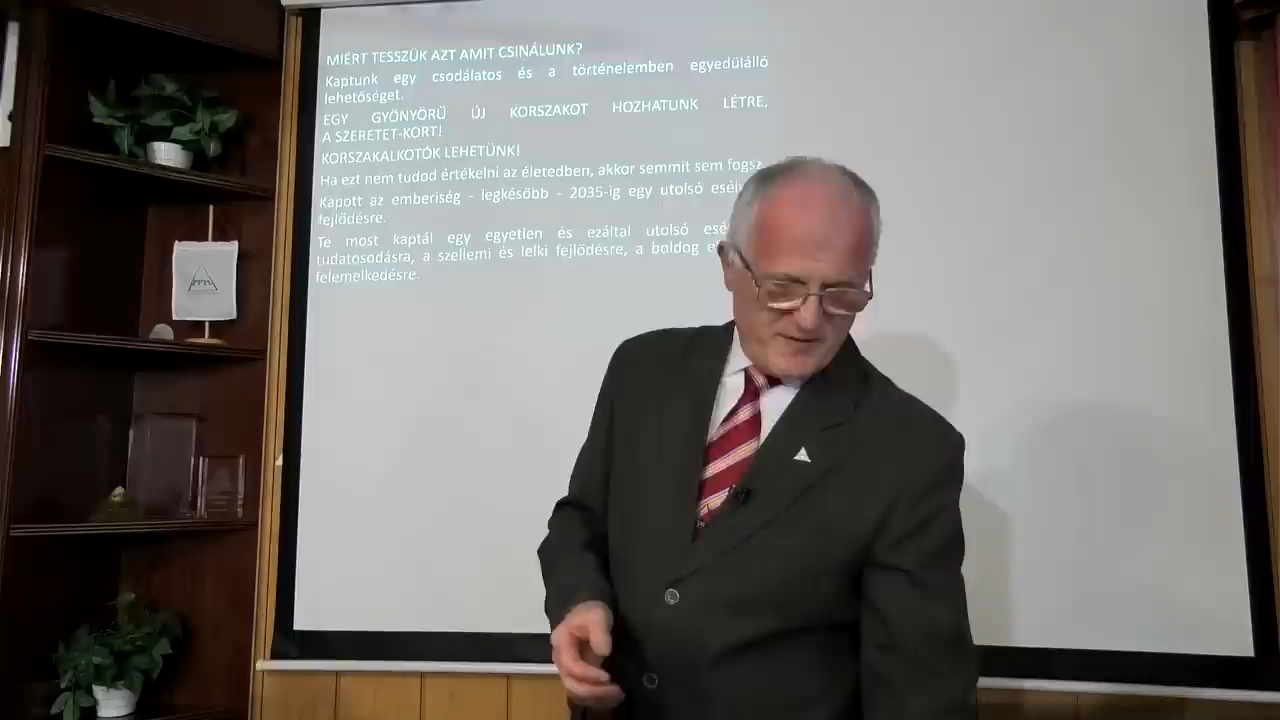 MIÉRT TESSZÜK AZT AMIT CSINÁLUNK?
Kaptunk egy csodálatos és a történelemben egyedülálló
lehetőséget.
EGY GYÖNYÖRŰ ÚJ KORSZAKOT HOZHATUNK LÉTRE,
A SZERETET-KORT!
KORSZAKALKOTÓK LEHETÜNK!
Ha ezt nem tudod értékelni az életedben, akkor semmit sem fogsz
Kapott az emberiség - legkésőbb - 2035-ig egy utolsó
fejlődésre.
Te most kaptál egy egyetlen és ezáltal utolsó
tudatosodásra, a szellemi és lelki fejlődésre, a boldog
felemelkedésre.